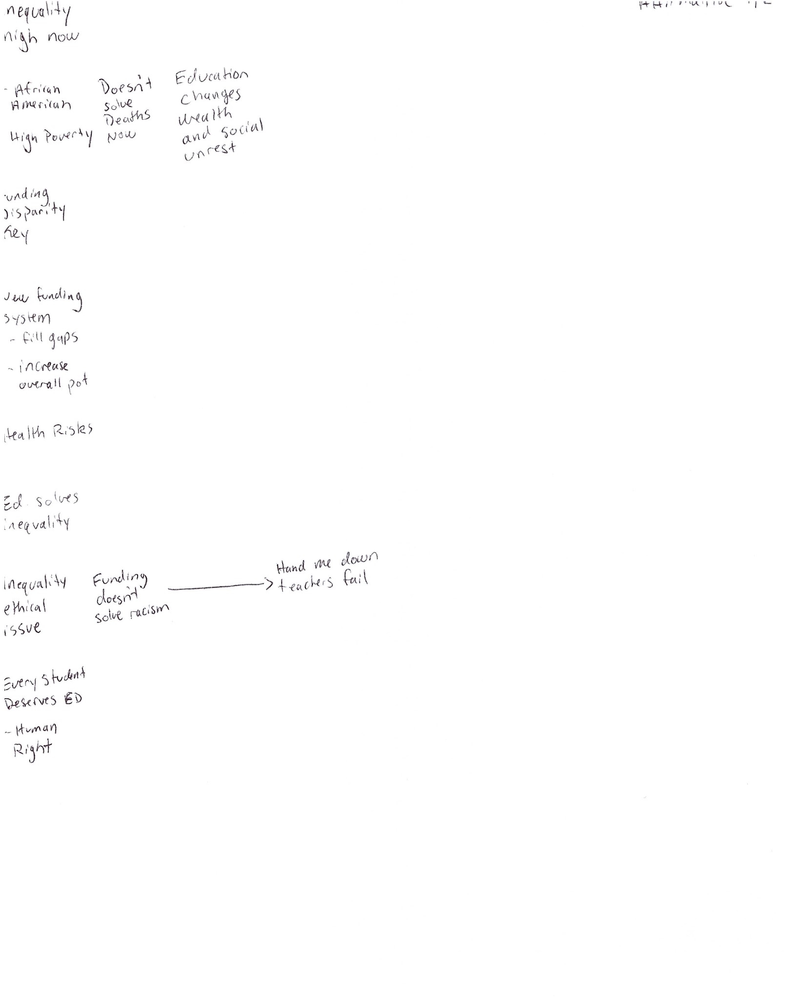 nequality
nigh now
- African
American
High Poverty
Doesn't
solve
Deaths
Now
Education
changes
wealth
and social
unrest
unding
Disparity
Key
New funding
system
- fill gaps
- increase
overall pot
Health Risks
Ed. solves
inequality
inequality
ethical
issue
Funding
doesn't
solve racism
Hand me down
teachers fail
Every student
Deserves ED
- Human
Right